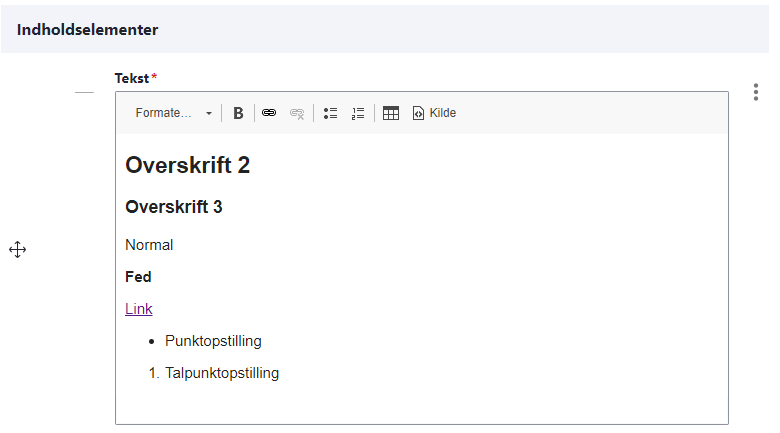 Indholdselementer
Tekst*
Formate... B Kilde
Overskrift 2
Overskrift 3
Normal
Fed
Link
• Punktopstilling
1. Talpunktopstilling